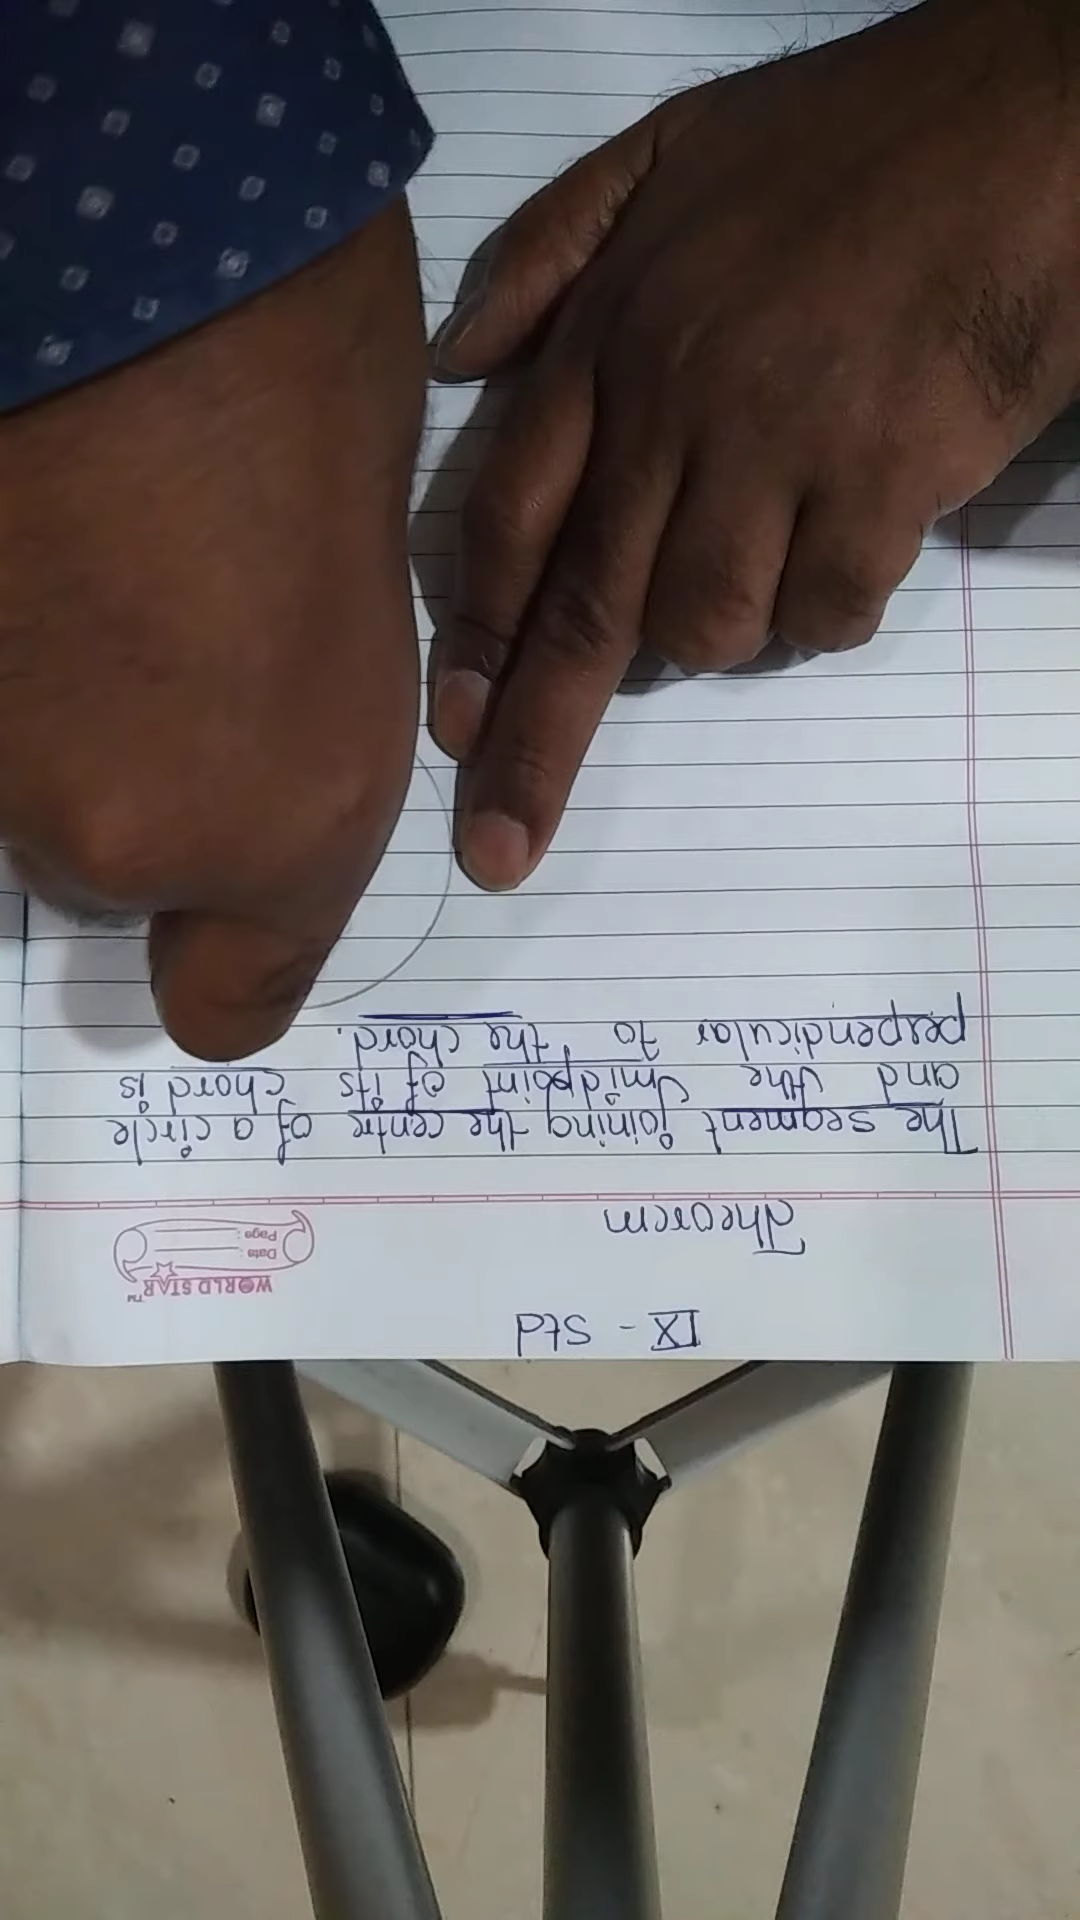 IX - Std
WORLD STAR™
Date :
Page :
Theorem
The segment joining the centre of a circle
and the midpoint of its chord is
perpendicular to the chord.